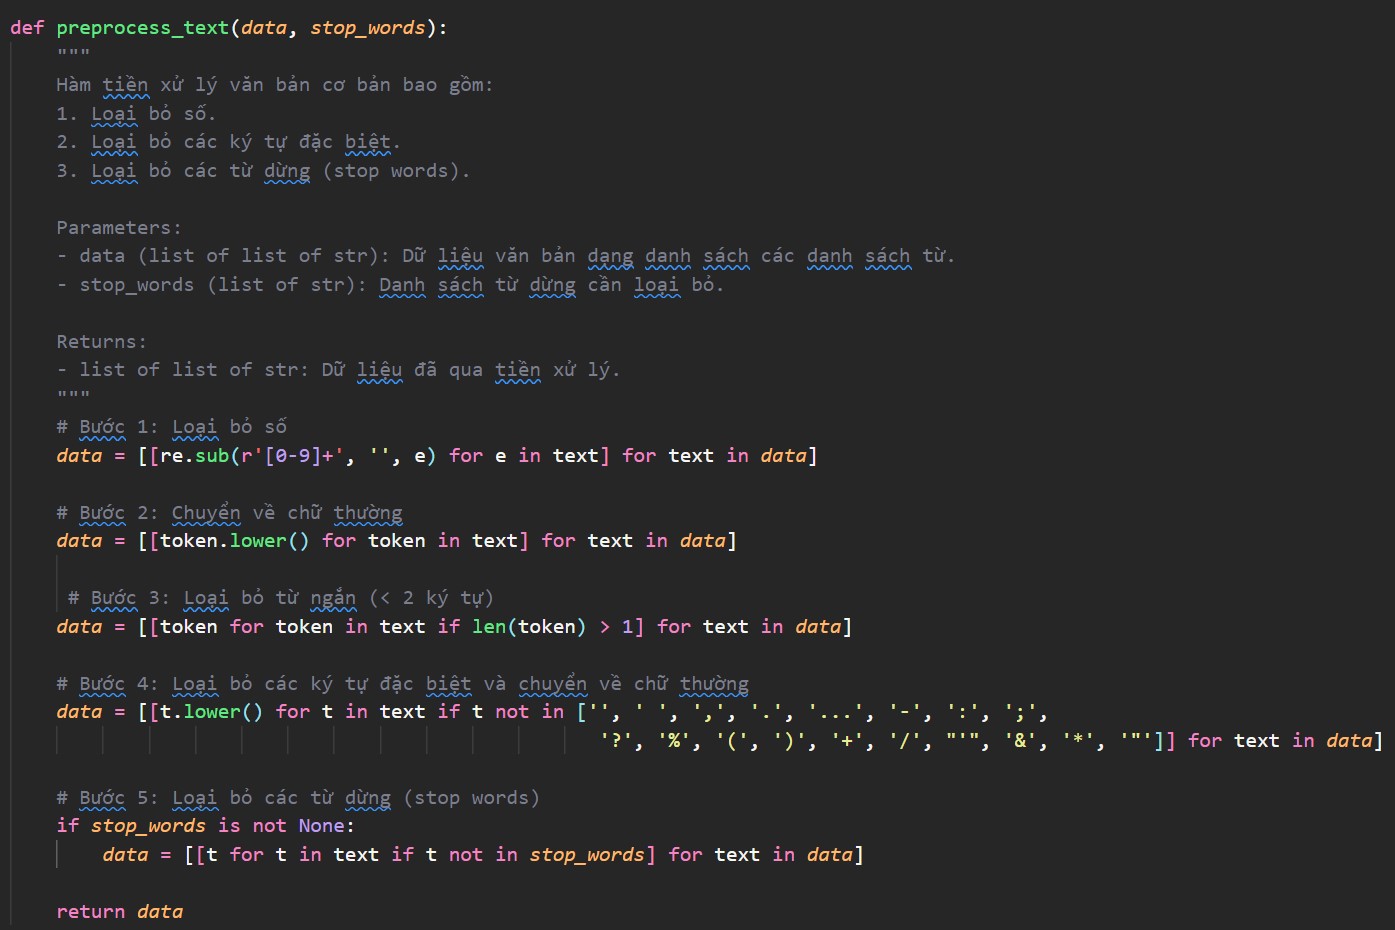 def preprocess_text(data, stop_words):
    """
    Hàm tiền xử lý văn bản cơ bản bao gồm:
    1. Loại bỏ số.
    2. Loại bỏ các ký tự đặc biệt.
    3. Loại bỏ các từ dừng (stop words).

    Parameters:
    - data (list of list of str): Dữ liệu văn bản dạng danh sách các danh sách từ.
    - stop_words (list of str): Danh sách từ dừng cần loại bỏ.

    Returns:
    - list of list of str: Dữ liệu đã qua tiền xử lý.
    """
    # Bước 1: Loại bỏ số
    data = [[re.sub(r'[0-9]+', '', e) for e in text] for text in data]

    # Bước 2: Chuyển về chữ thường
    data = [[token.lower() for token in text] for text in data]

     # Bước 3: Loại bỏ từ ngắn (< 2 ký tự)
    data = [[token for token in text if len(token) > 1] for text in data]

    # Bước 4: Loại bỏ các ký tự đặc biệt và chuyển về chữ thường
    data = [[t.lower() for t in text if t not in ['', ' ', ',', '.', '...', '-', ':', ';',
                                                   '?', '%', '(', ')', '+', '/', "'", '&', '*', '"']] for text in data]

    # Bước 5: Loại bỏ các từ dừng (stop words)
    if stop_words is not None:
        data = [[t for t in text if t not in stop_words] for text in data]

    return data